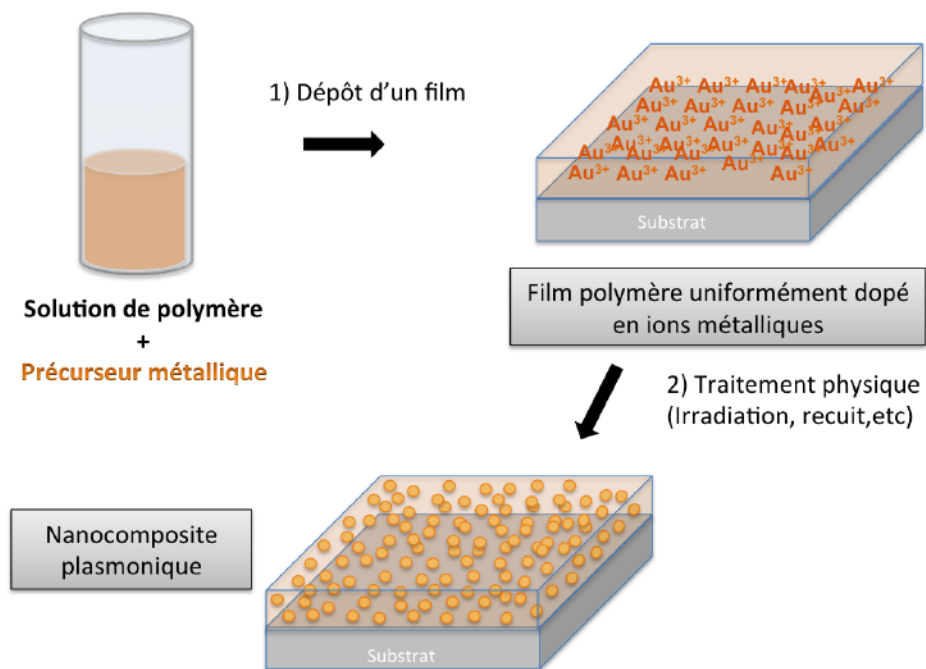 1) Dépôt d'un film
Au³⁺ Au³⁺ Au³⁺ Au³⁺ Au³⁺ Au³⁺
Au³⁺ Au³⁺ Au³⁺ Au³⁺ Au³⁺
Au³⁺ Au³⁺ Au³⁺ Au³⁺ Au³⁺ Au³⁺
Au³⁺ Au³⁺ Au³⁺ Au³⁺ Au³⁺
Au³⁺ Au³⁺ Au³⁺ Au³⁺ Au³⁺
Au³⁺ Au³⁺ Au³⁺ Au³⁺
Substrat
Solution de polymère
+
Précurseur métallique
Film polymère uniformément dopé
en ions métalliques
2) Traitement physique
(Irradiation, recuit,etc)
Nanocomposite
plasmonique
Substrat